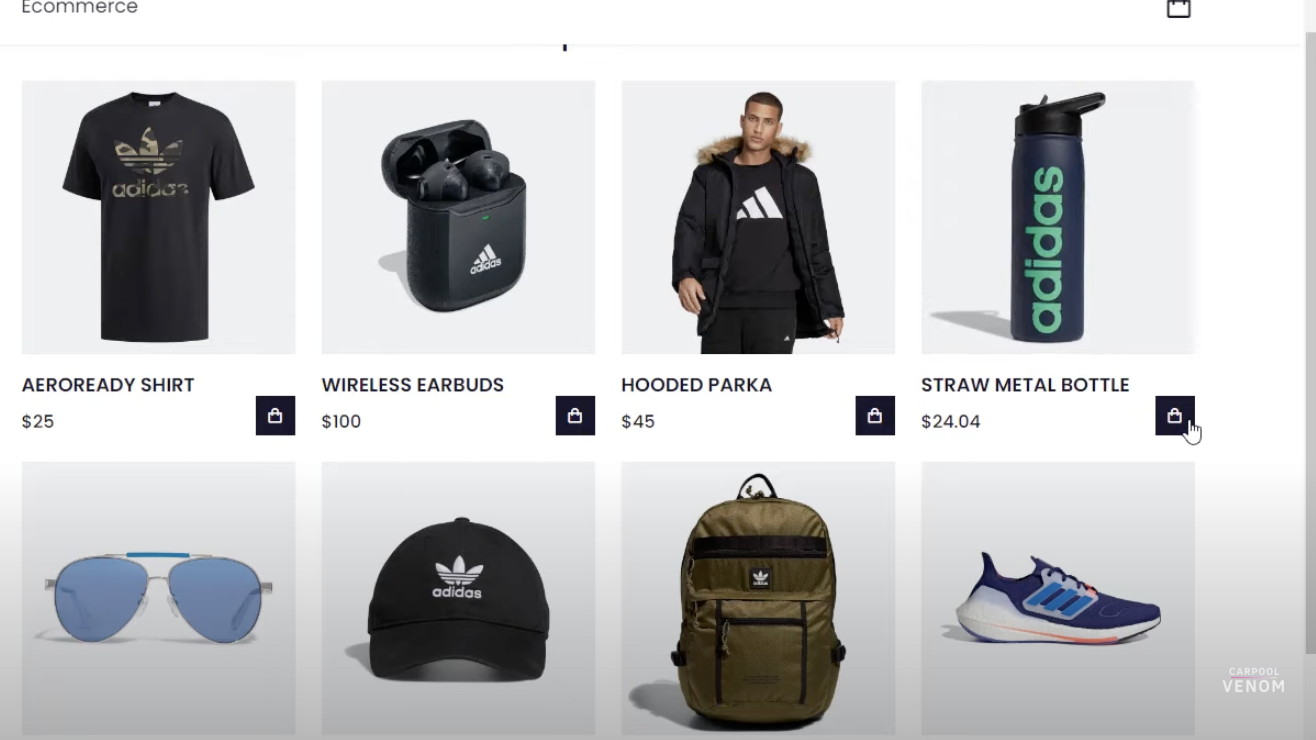 Ecommerce
adidas
adidas
adidas
AEROREADY SHIRT
WIRELESS EARBUDS
HOODED PARKA
STRAW METAL BOTTLE
$25
$100
$45
$24.04
adidas
CARPOOL
VENOM